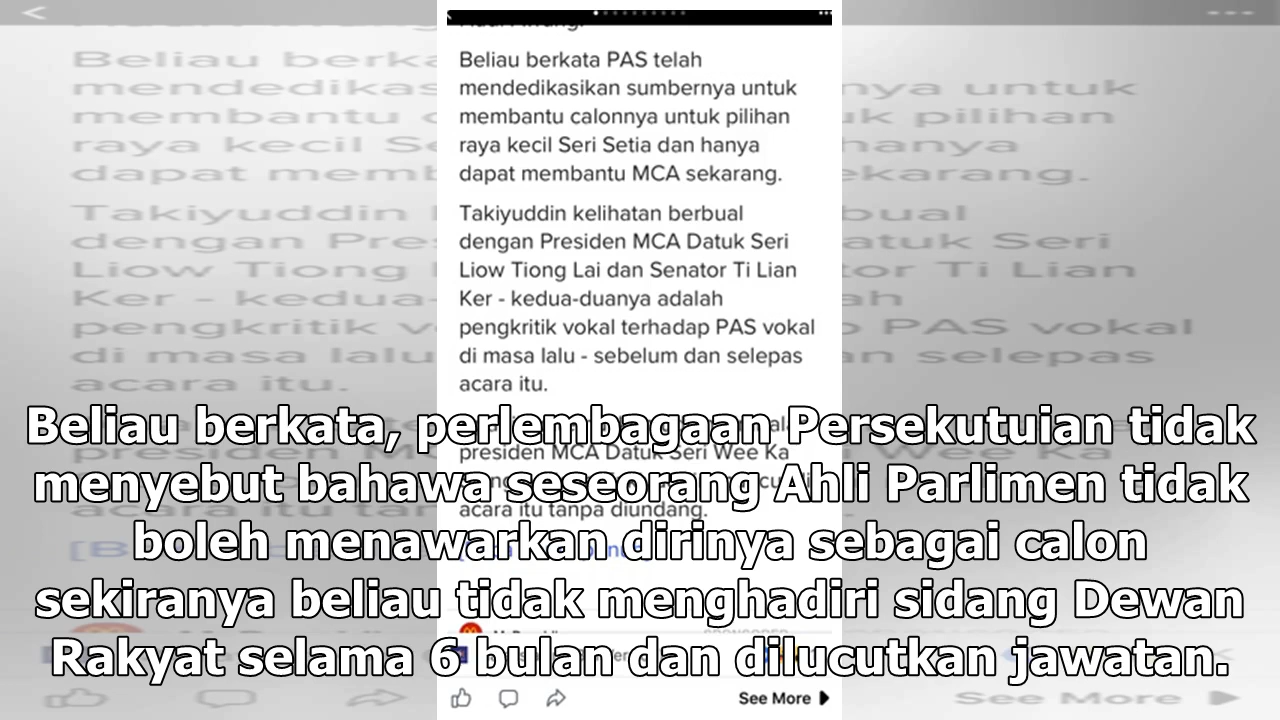 Beliau berkata PAS telah
mendedikasikan sumbernya untuk
membantu calonnya untuk pilihan
raya kecil Seri Setia dan hanya
dapat membantu MCA sekarang.
Takiyuddin kelihatan berbual
dengan Presiden MCA Datuk Seri
Liow Tiong Lai dan Senator Ti Lian
Ker - kedua-duanya adalah
pengkritik vokal terhadap PAS vokal
di masa lalu - sebelum dan selepas
acara itu.
presiden MCA Datuk Seri Wee Ka
acara itu tanpa diundang.
Beliau berkata, perlembagaan Persekutuian tidak
menyebut bahawa seseorang Ahli Parlimen tidak
boleh menawarkan dirinya sebagai calon
sekiranya beliau tidak menghadiri sidang Dewan
Rakyat selama 6 bulan dan dilucutkan jawatan.
See More